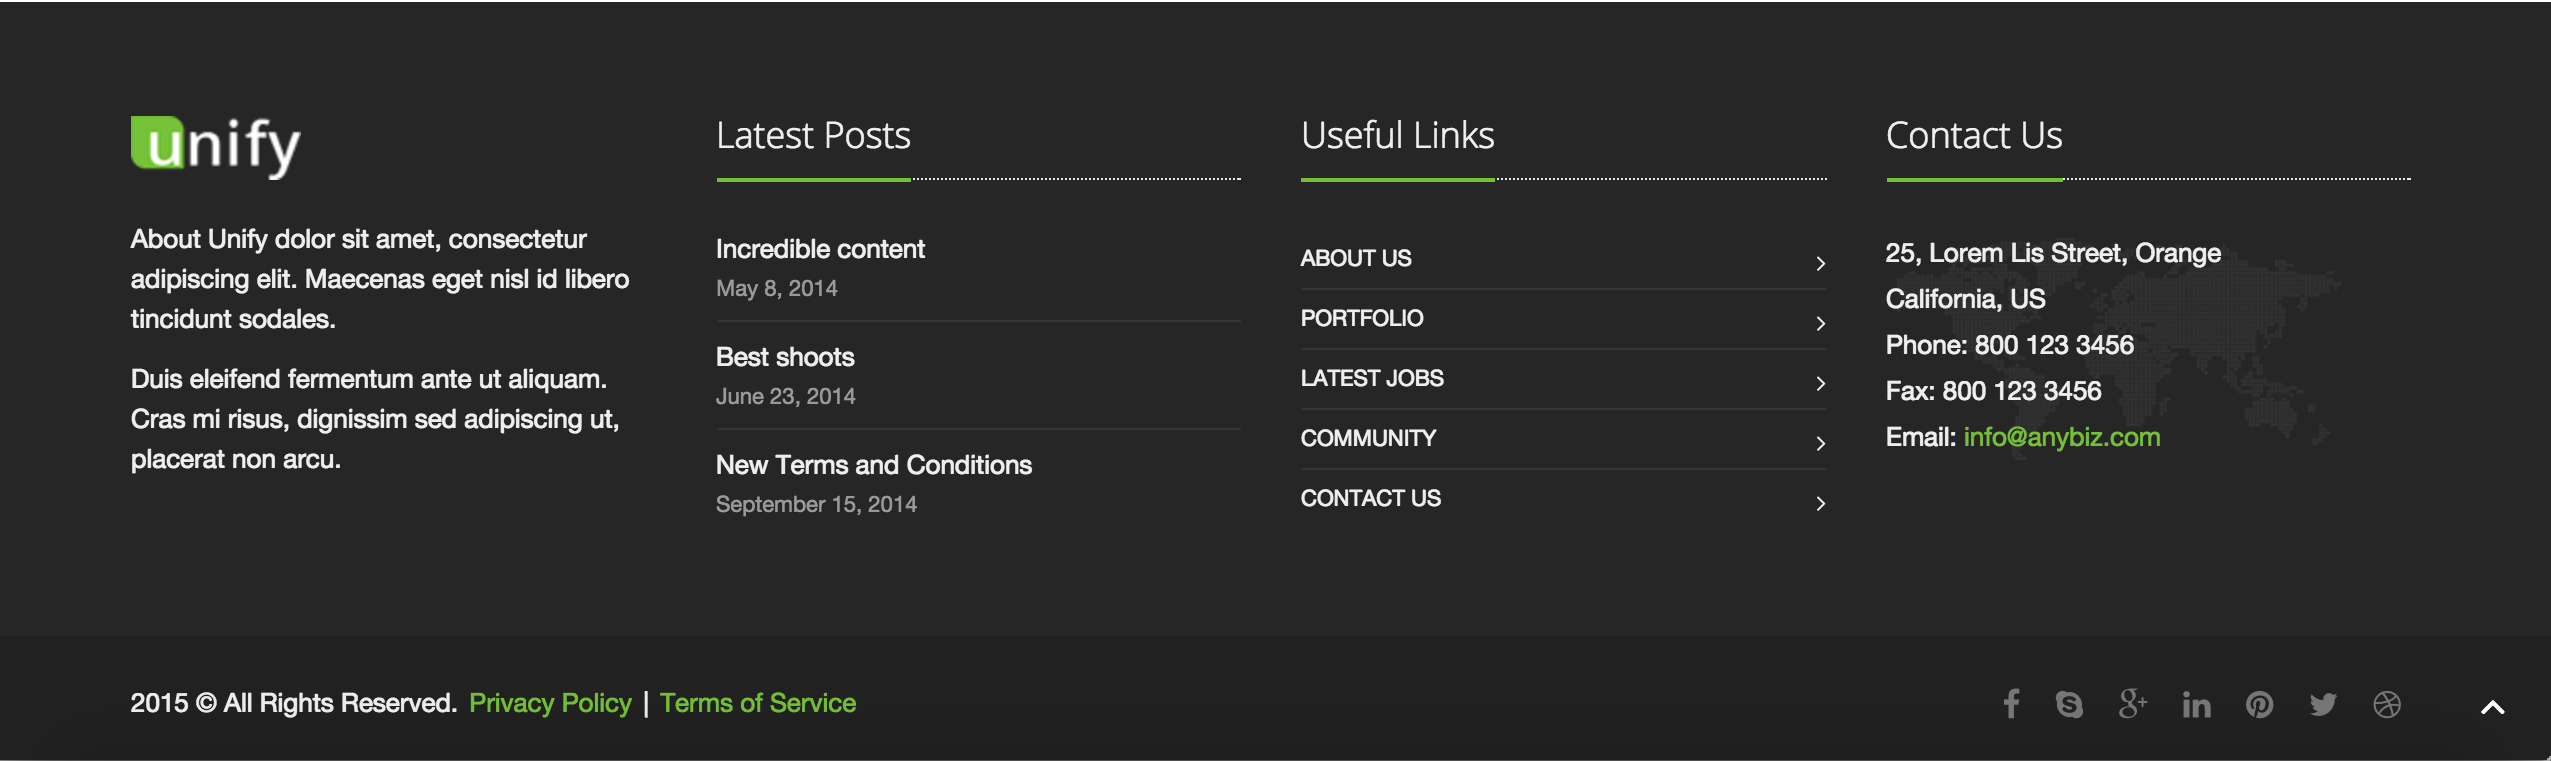 unify
About Unify dolor sit amet, consectetur
adipiscing elit. Maecenas eget nisl id libero
tincidunt sodales.
Duis eleifend fermentum ante ut aliquam.
Cras mi risus, dignissim sed adipiscing ut,
placerat non arcu.
Latest Posts
Incredible content
May 8, 2014
Best shoots
June 23, 2014
New Terms and Conditions
September 15, 2014
Useful Links
ABOUT US
PORTFOLIO
LATEST JOBS
COMMUNITY
CONTACT US
Contact Us
25, Lorem Lis Street, Orange
California, US
Phone: 800 123 3456
Fax: 800 123 3456
Email: info@anybiz.com
2015 © All Rights Reserved. Privacy Policy | Terms of Service